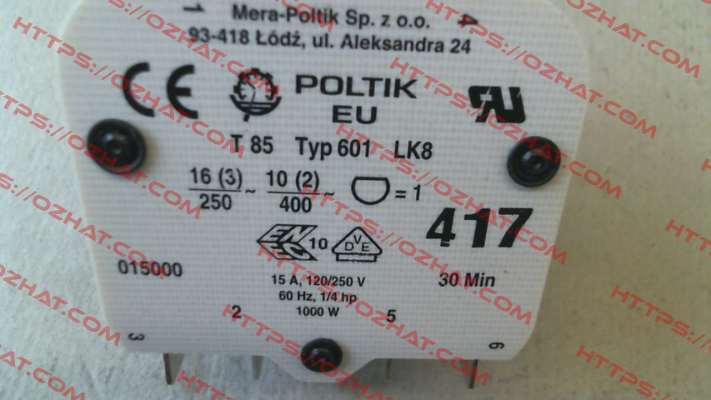 1
4
Mera-Poltik Sp. z o.o.
93-418 Łódź, ul. Aleksandra 24
CE
POLTIK
EU
T 85 Typ 601 LK8
16 (3)
250
~
10 (2)
400
~
= 1
417
ENEC 10
VDE
015000
15 A, 120/250 V
60 Hz, 1/4 hp
1000 W
30 Min
2
5
3
6
HTTPS://OZHAT.COM